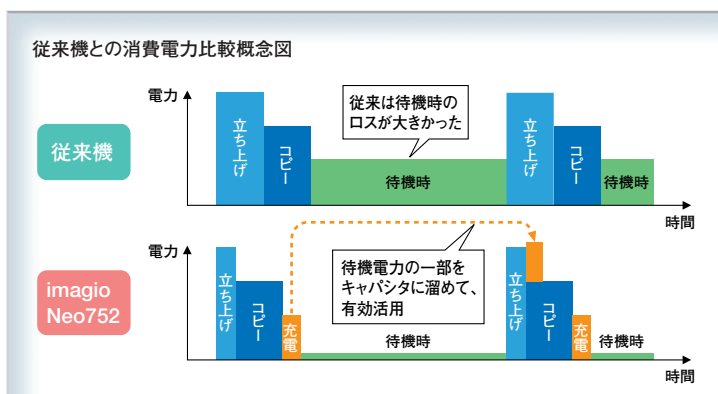 従来機との消費電力比較概念図
電力
従来は待機時の
ロスが大きかった
従来機
立ち上げ
コピー
待機時
立ち上げ
コピー
待機時
時間
電力
待機電力の一部を
キャパシタに溜めて、
有効活用
imagio
Neo752
立ち上げ
コピー
充電
待機時
立ち上げ
コピー
充電
待機時
時間